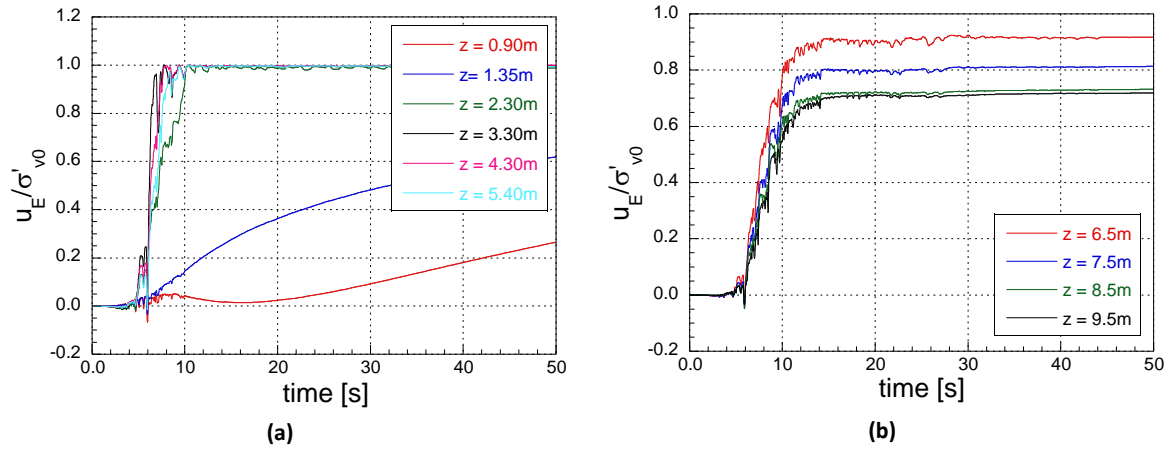 1.2
1.0
0.8
0.6
0.4
0.2
0.0
-0.2
u_E/σ'_v0
z = 0.90m
z= 1.35m
z = 2.30m
z = 3.30m
z = 4.30m
z = 5.40m
0.0 10 20 30 40 50
time [s]
(a)
1.0
0.8
0.6
0.4
0.2
0.0
-0.2
u_E/σ'_v0
z = 6.5m
z = 7.5m
z = 8.5m
z = 9.5m
0.0 10 20 30 40 50
time [s]
(b)